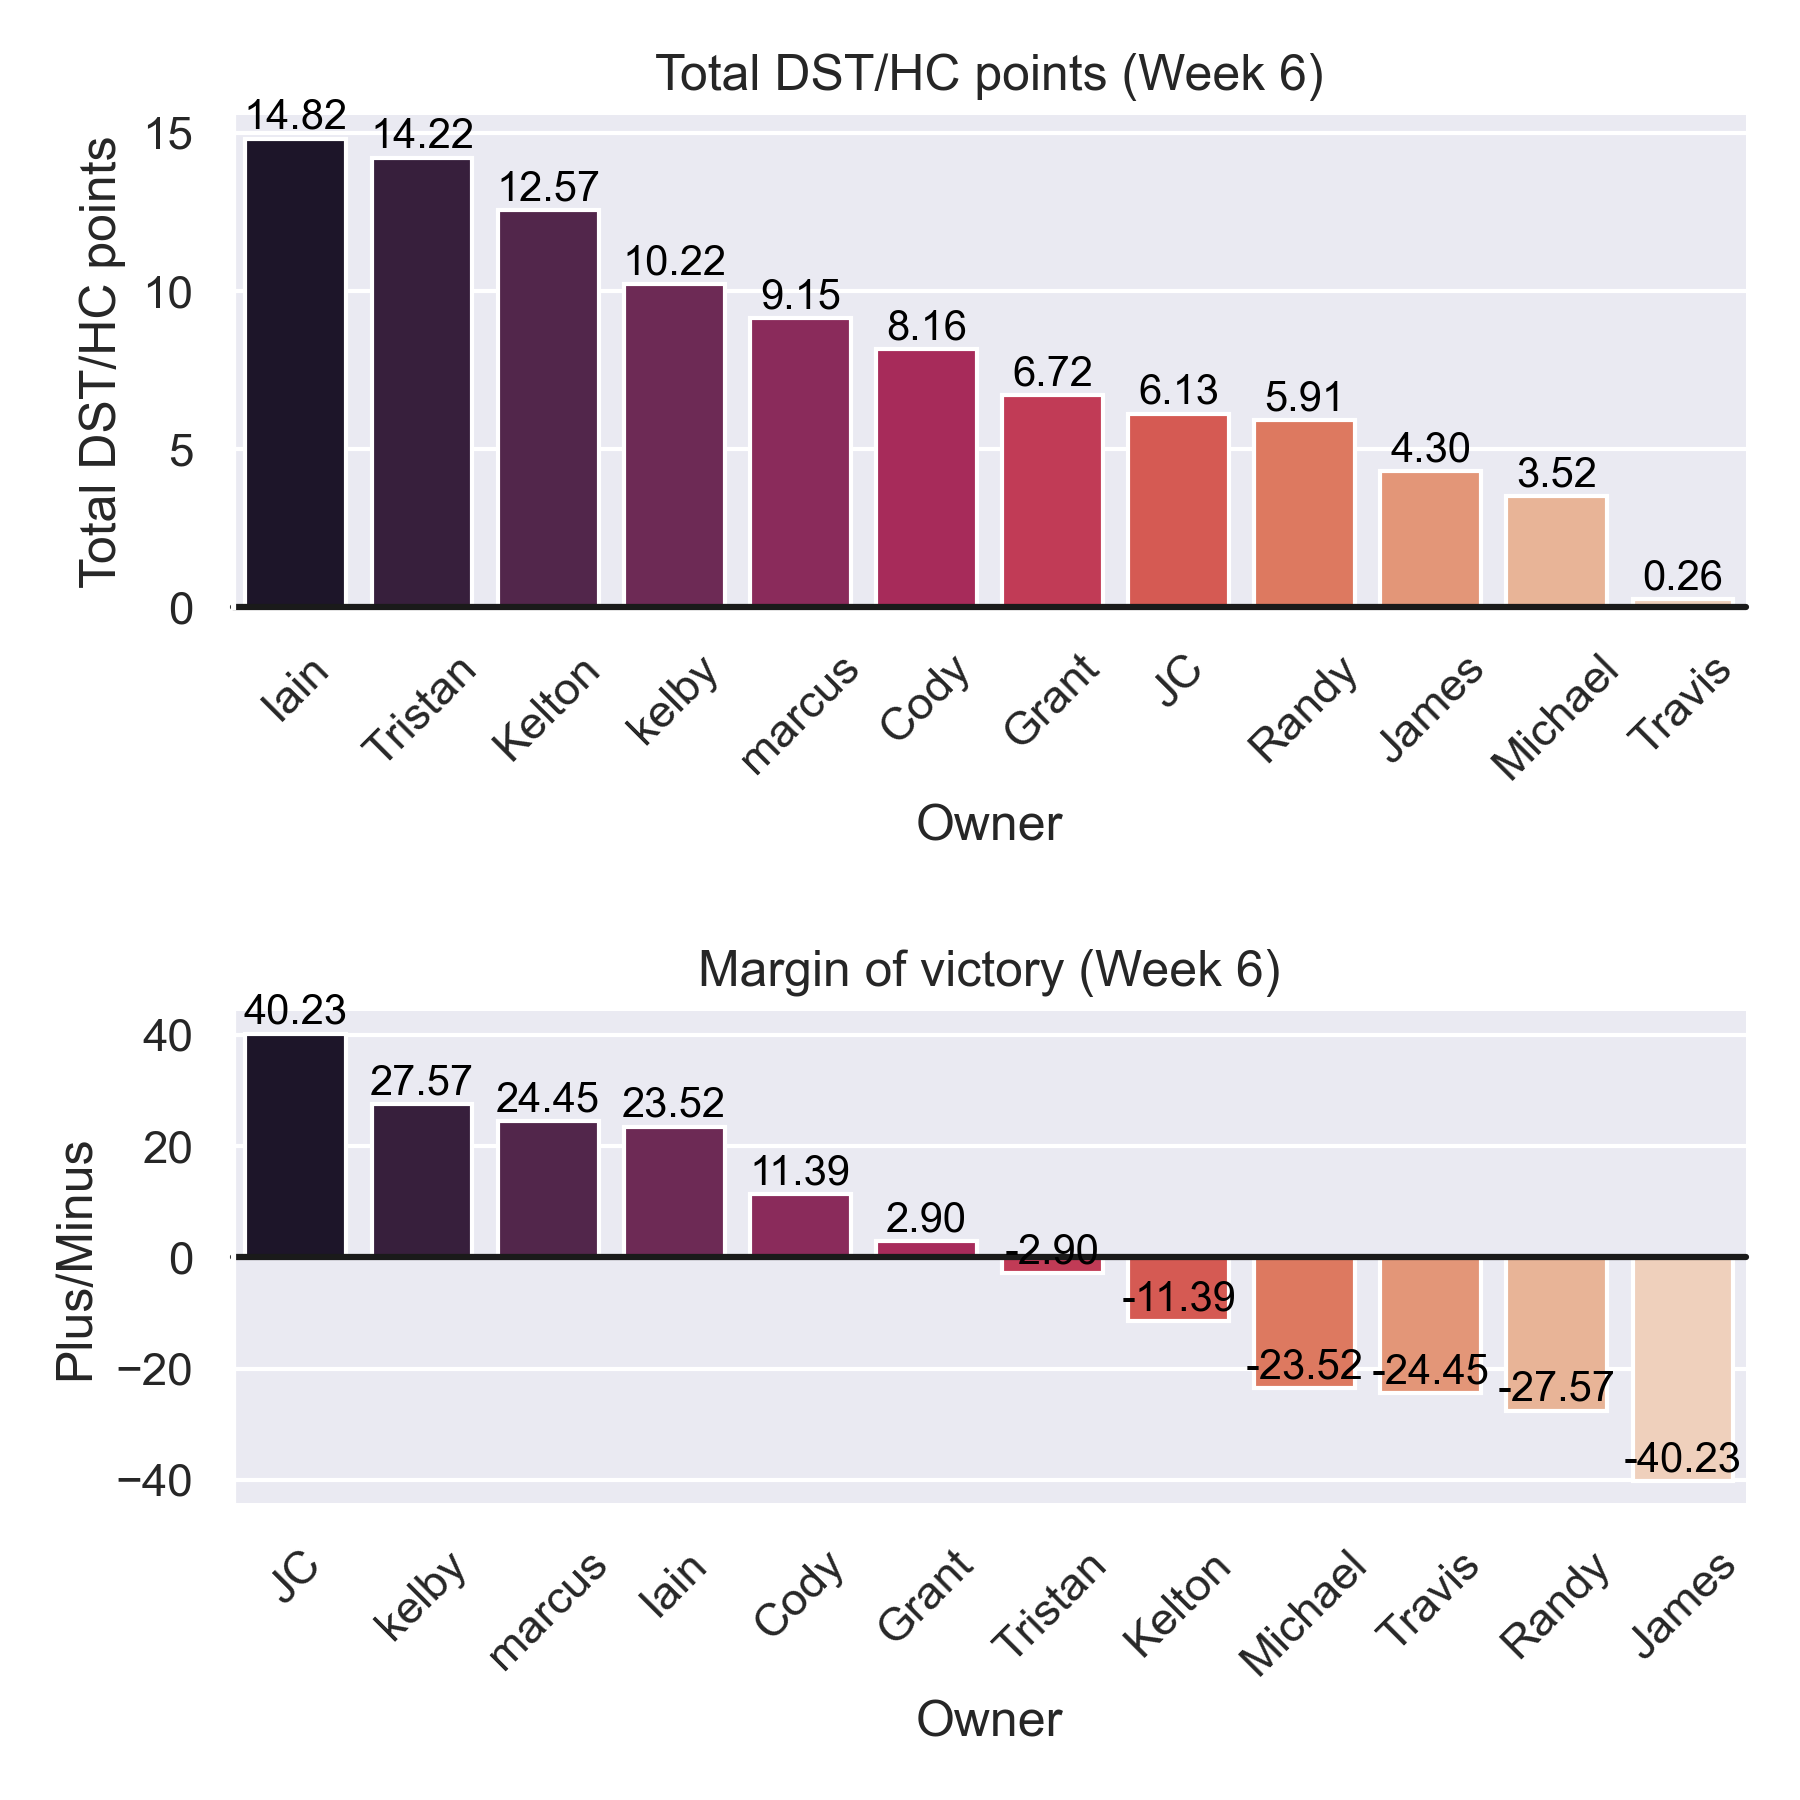 Total DST/HC points (Week 6)
Total DST/HC points
15
10
5
0
14.82
14.22
12.57
10.22
9.15
8.16
6.72
6.13
5.91
4.30
3.52
0.26
Iain
Tristan
Kelton
kelby
marcus
Cody
Grant
JC
Randy
James
Michael
Travis
Owner
Margin of victory (Week 6)
Plus/Minus
40
20
0
−20
−40
40.23
27.57
24.45
23.52
11.39
2.90
-2.90
-11.39
-23.52
-24.45
-27.57
-40.23
JC
kelby
marcus
Iain
Cody
Grant
Tristan
Kelton
Michael
Travis
Randy
James
Owner